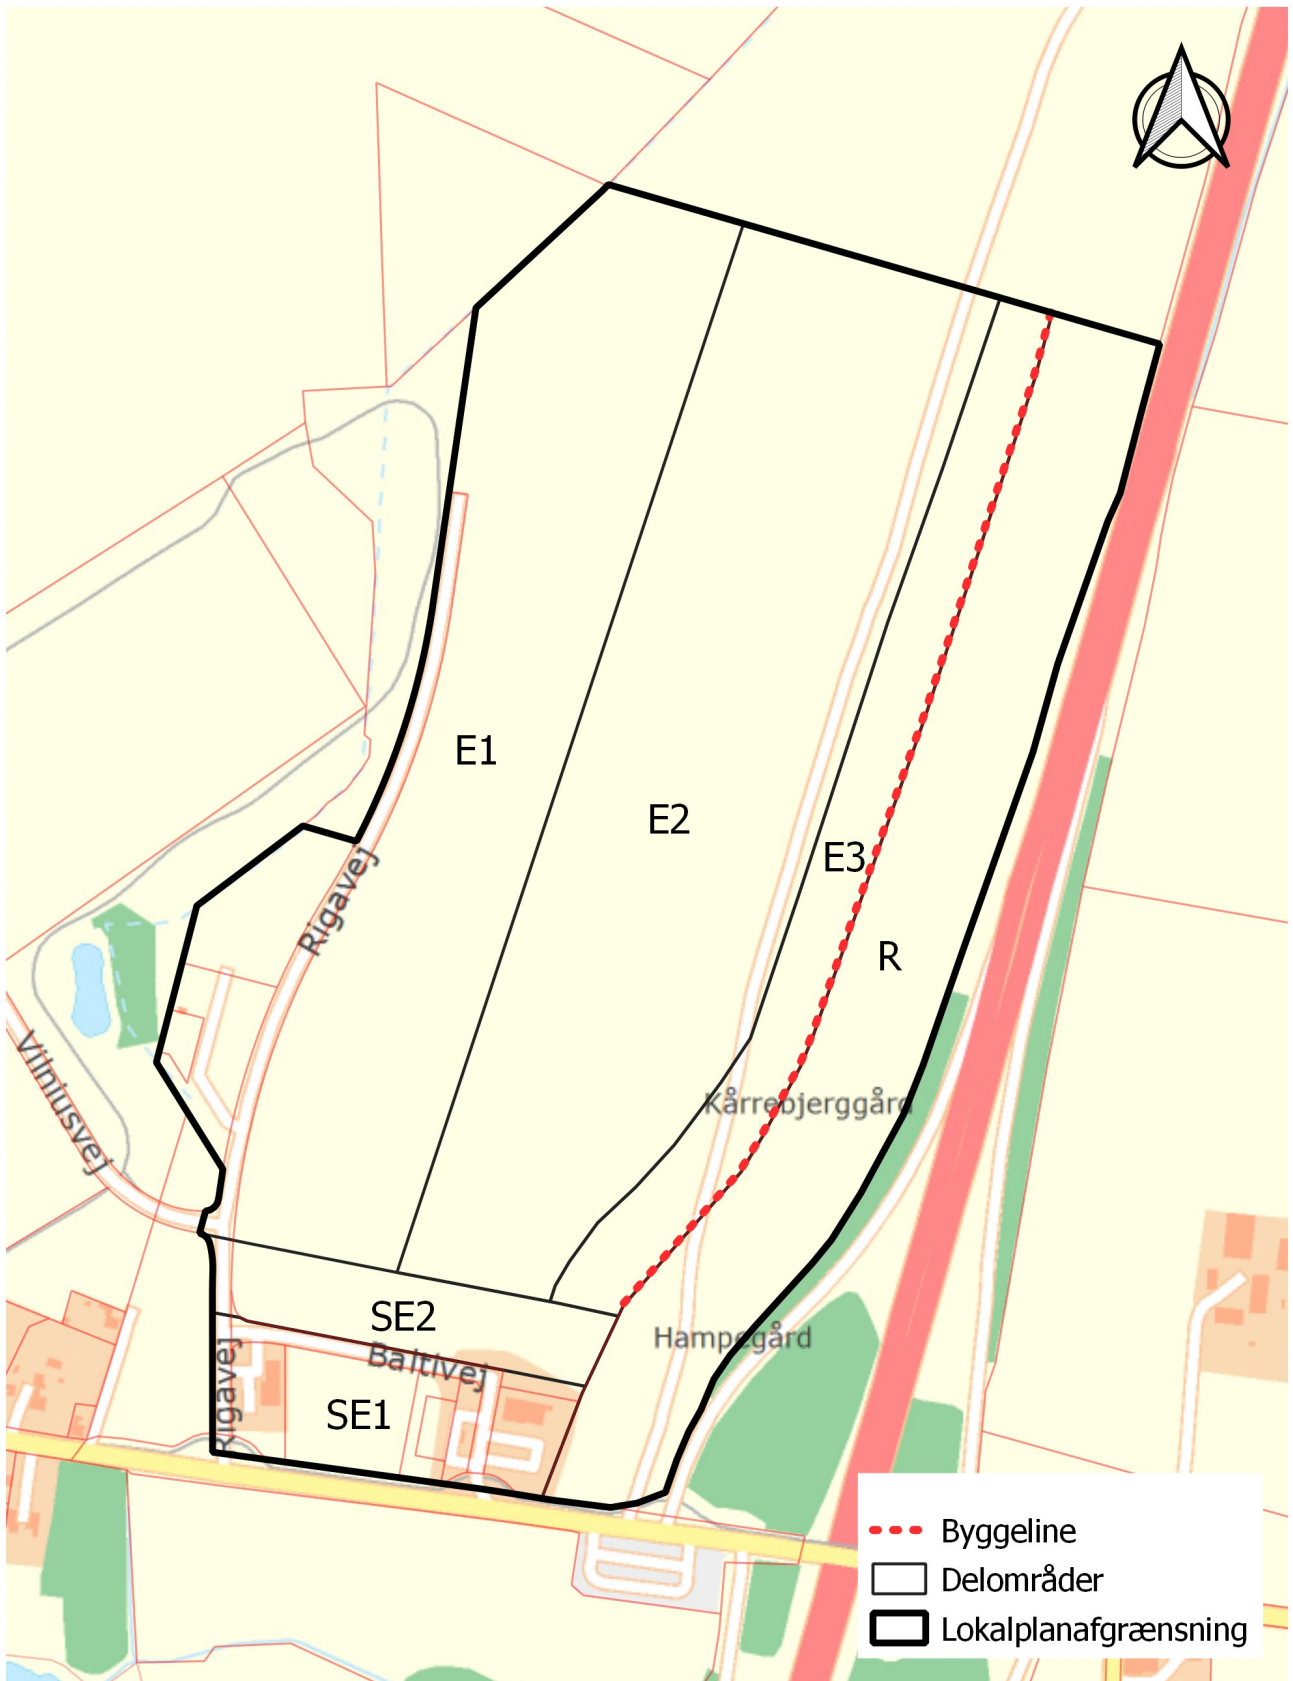 E1
E2
E3
Rigavej
R
Vilniusvej
Kårrebjerggård
SE2
Hampegård
Baltivej
Rigavej
SE1
Byggeline
Delområder
Lokalplanafgrænsning